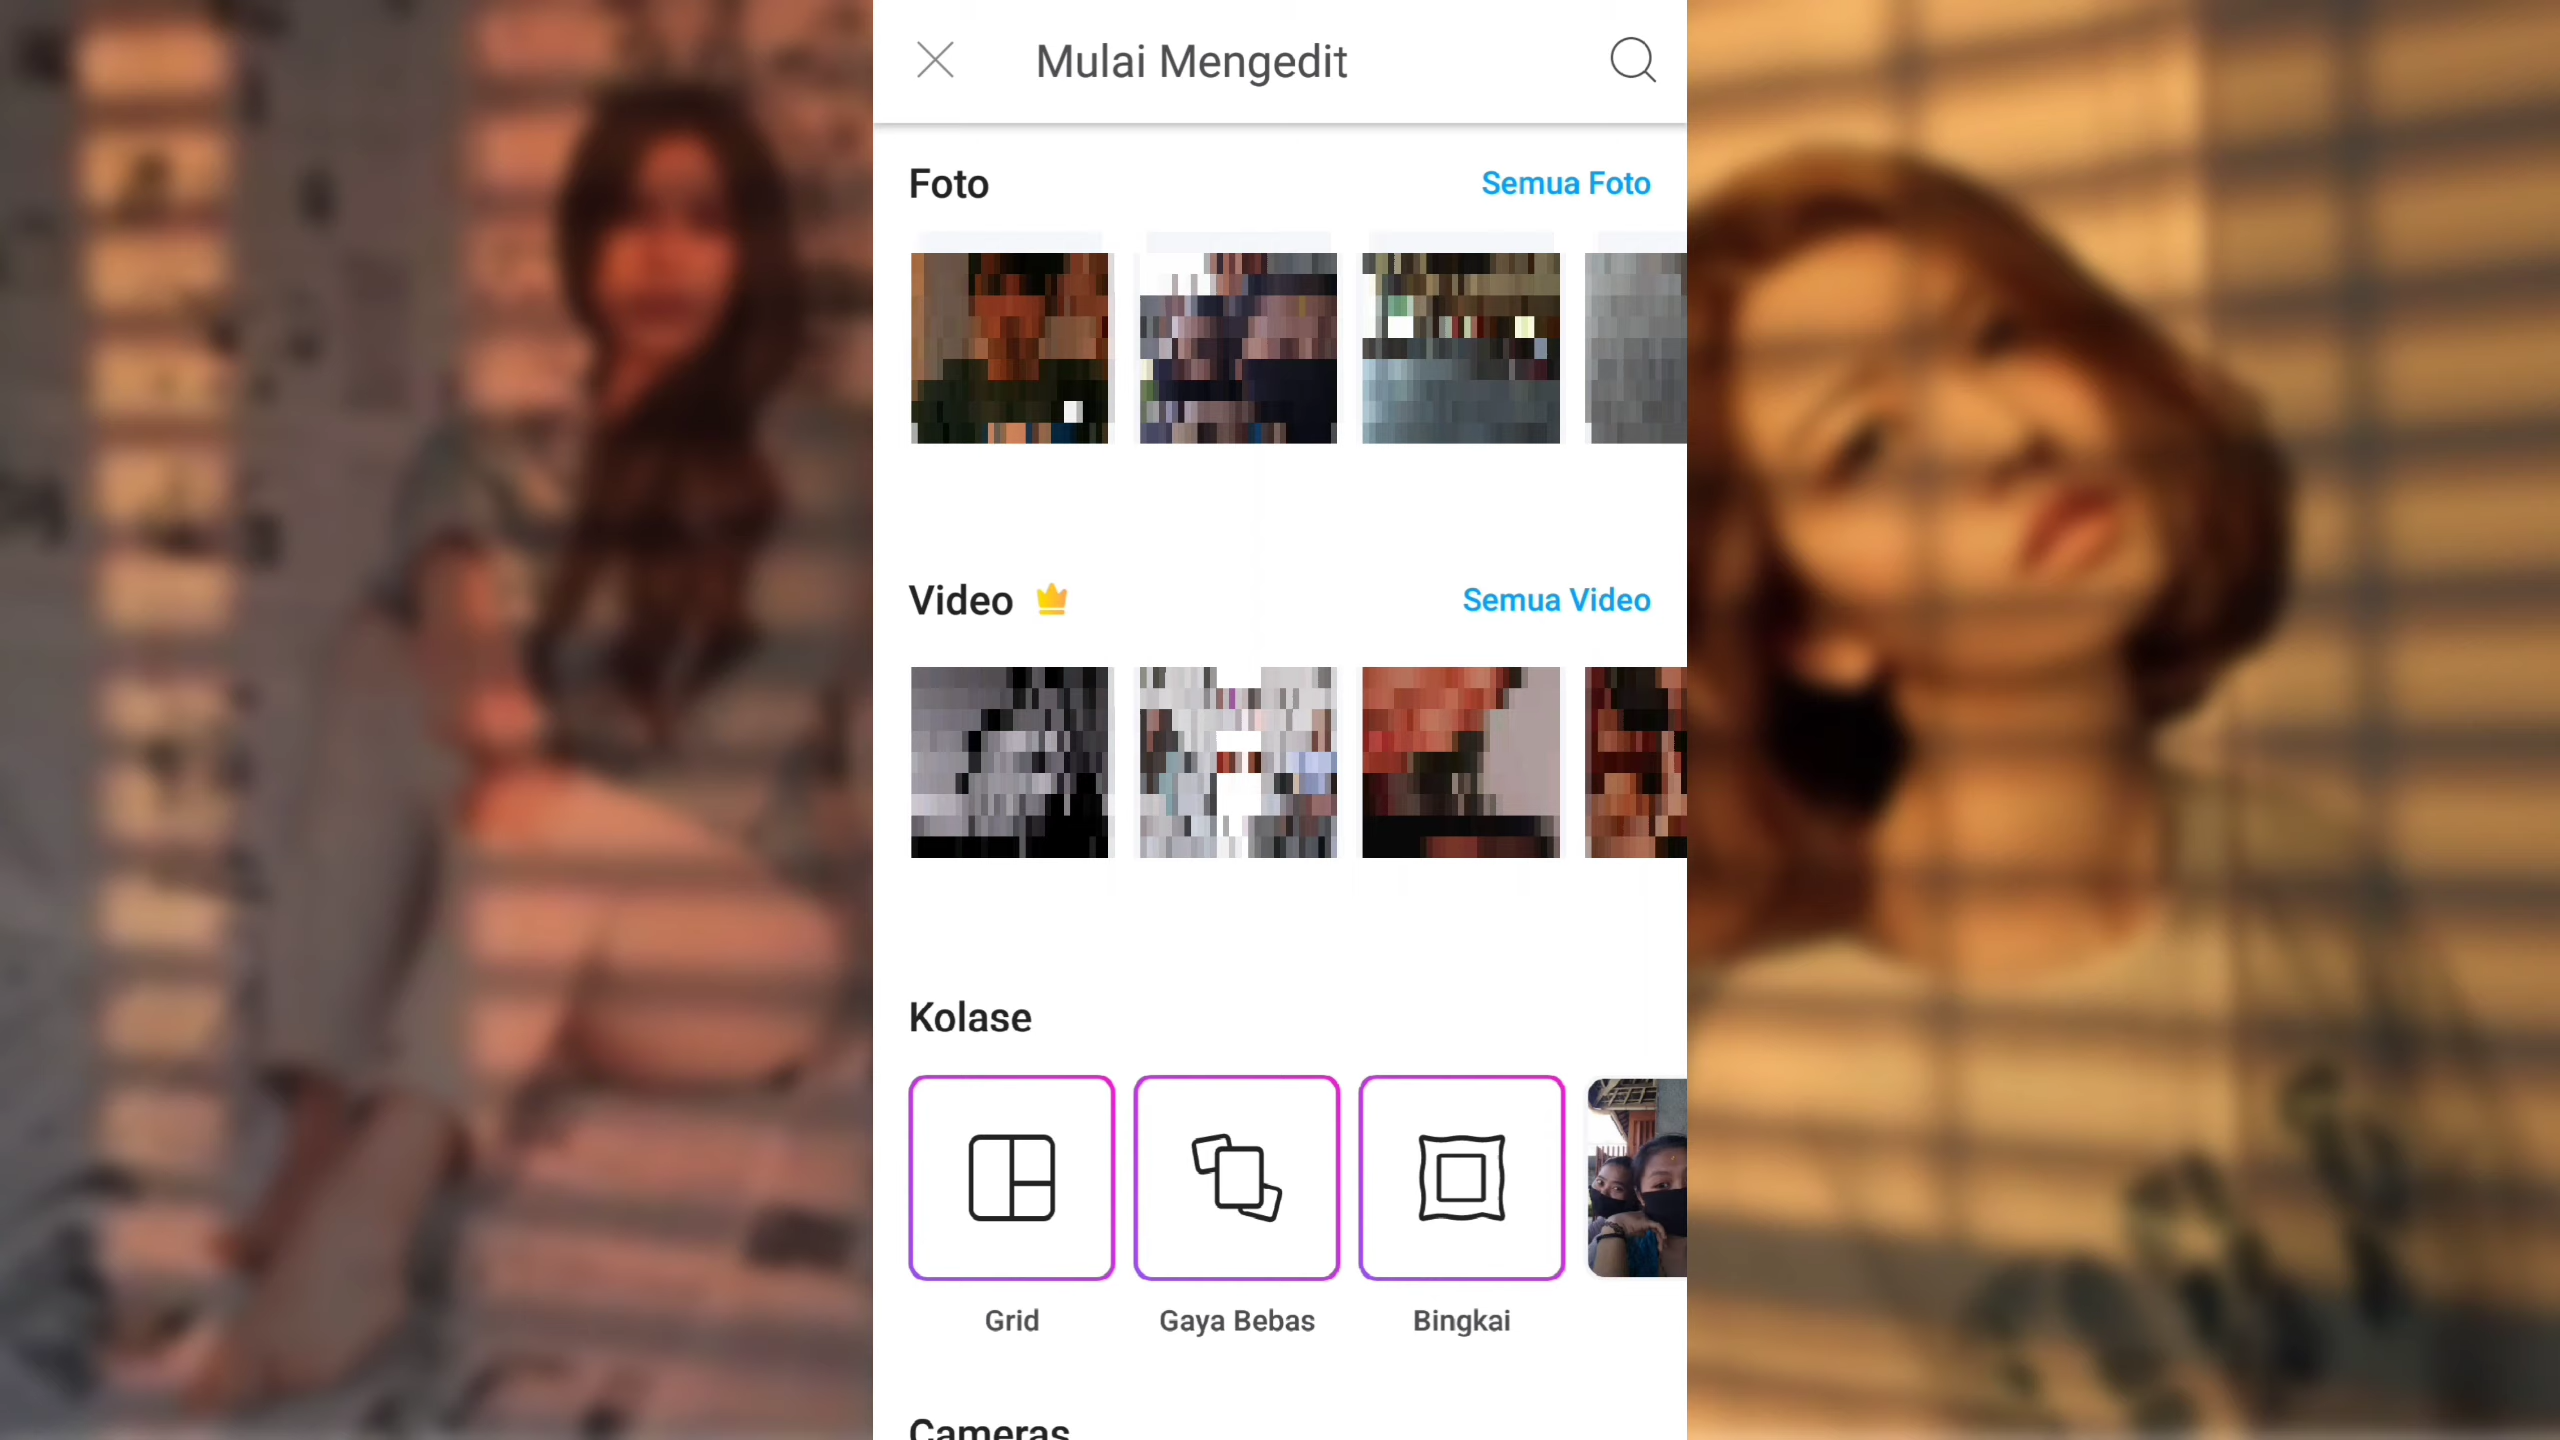 Mulai Mengedit
Foto
Semua Foto
Video
Semua Video
Kolase
Grid
Gaya Bebas
Bingkai
Cameras